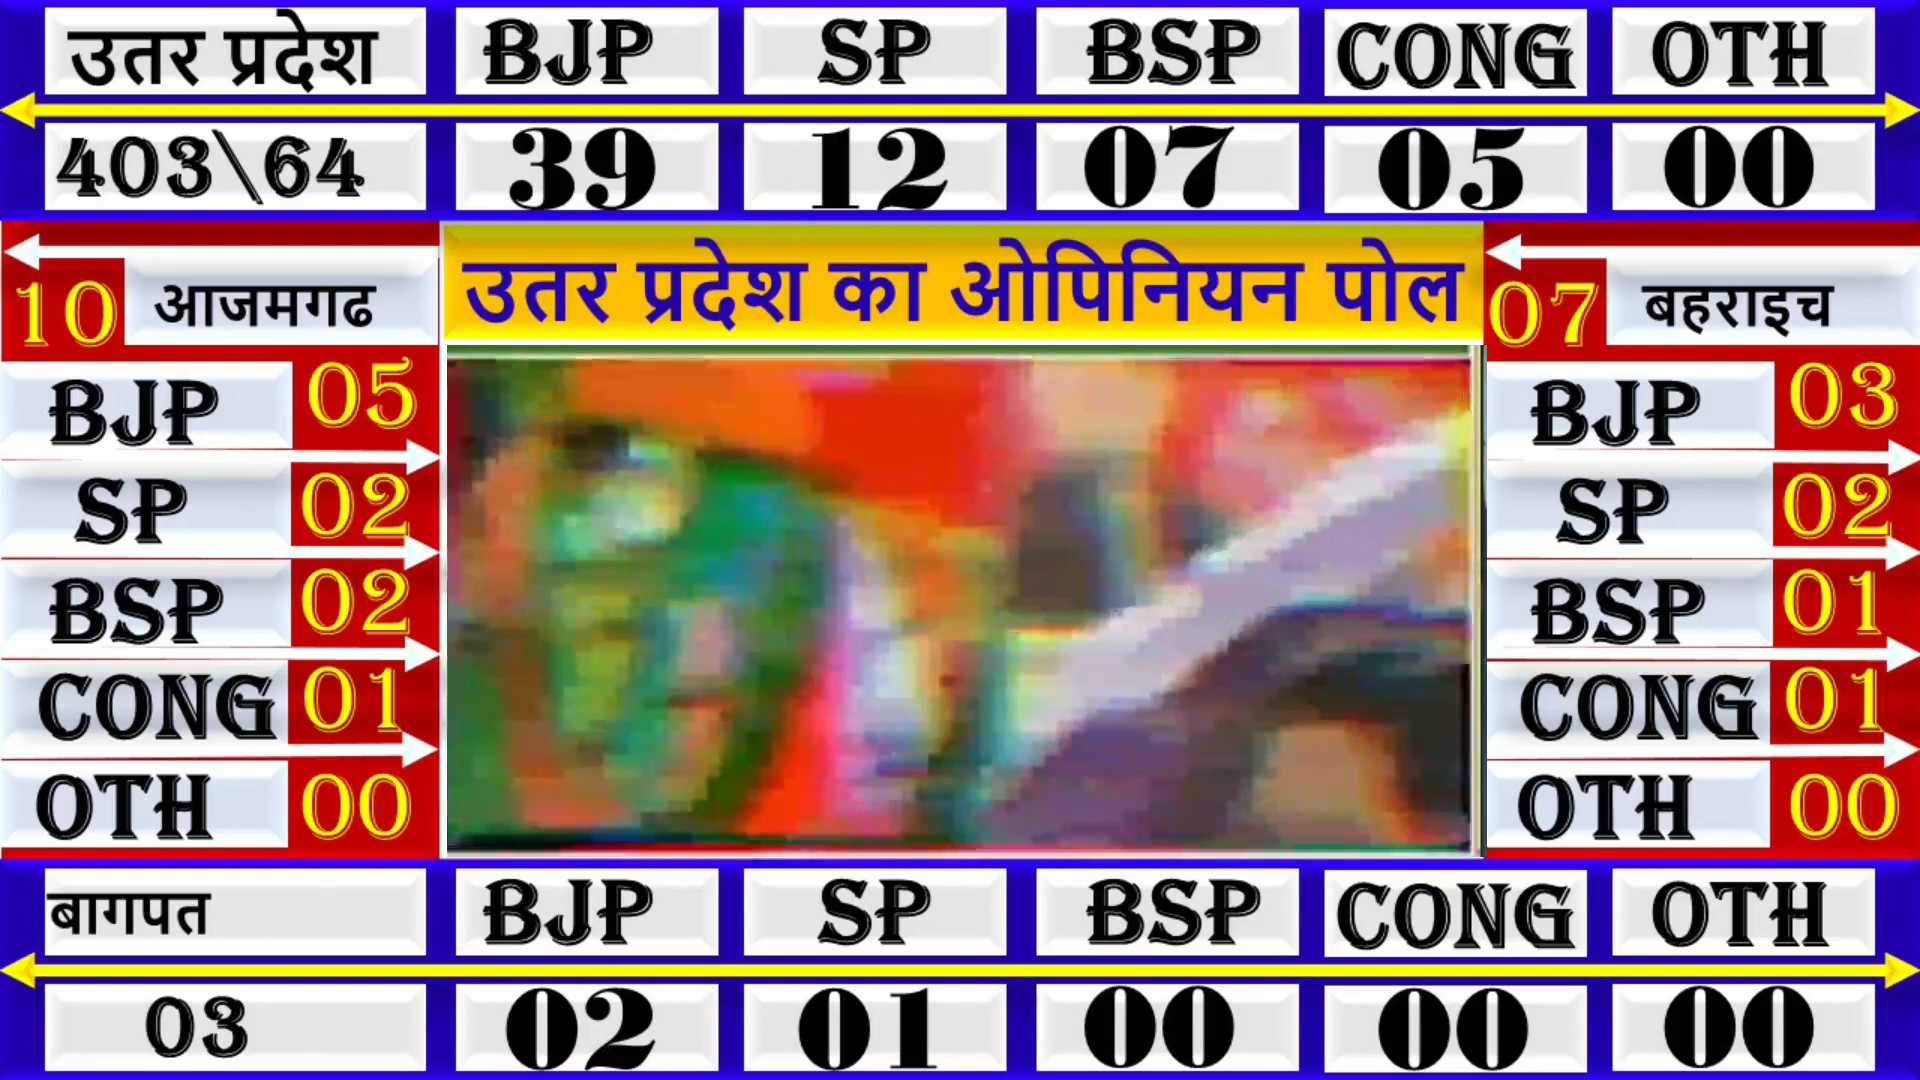 उतर प्रदेश BJP SP BSP CONG OTH
403\64 39 12 07 05 00
उतर प्रदेश का ओपिनियन पोल
10 आजमगढ
BJP 05
SP 02
BSP 02
CONG 01
OTH 00
07 बहराइच
BJP 03
SP 02
BSP 01
CONG 01
OTH 00
बागपत BJP SP BSP CONG OTH
03 02 01 00 00 00